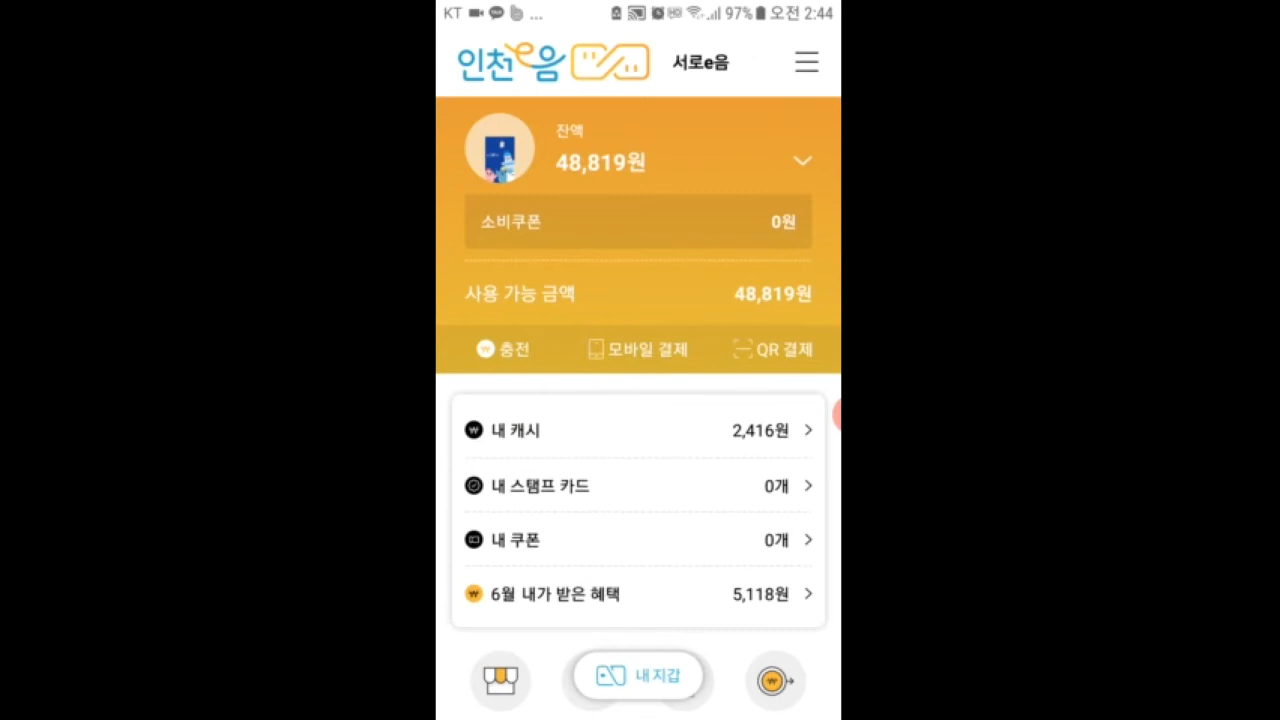 KT ... HD 97% 오전 2:44
인천e음 서로e음
잔액
48,819원
소비쿠폰 0원
사용 가능 금액 48,819원
충전 모바일 결제 QR 결제
내 캐시 2,416원
내 스탬프 카드 0개
내 쿠폰 0개
6월 내가 받은 혜택 5,118원
내 지갑